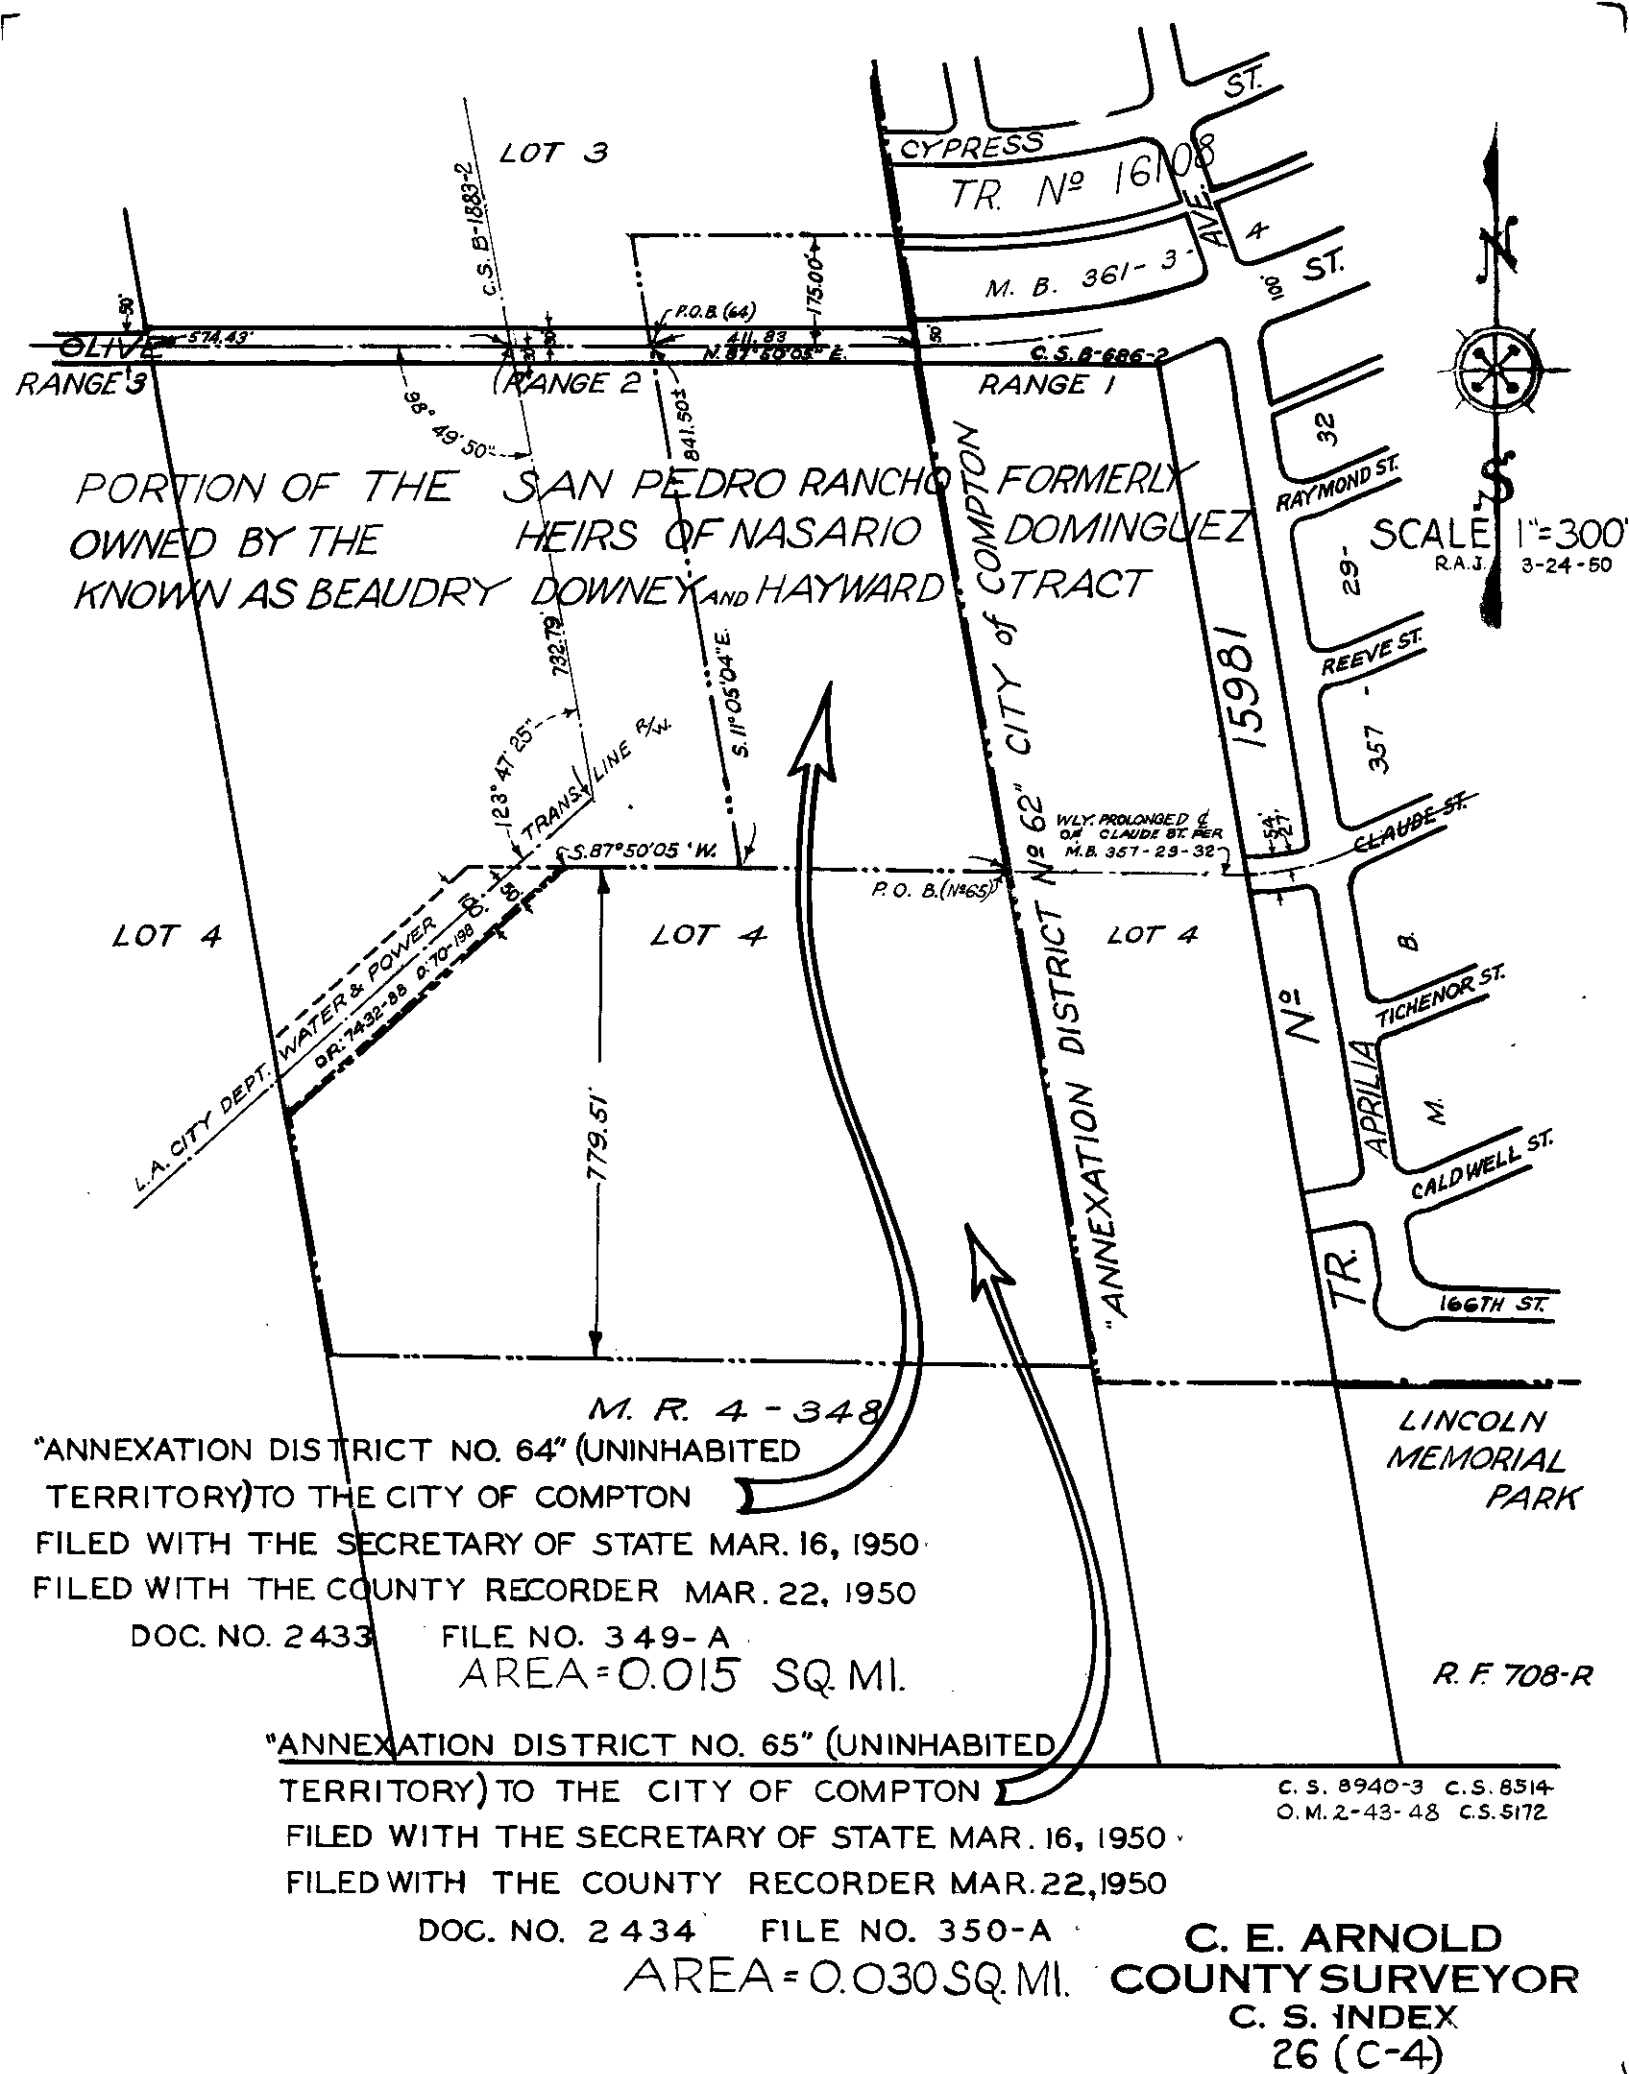 ST.
CYPRESS
LOT 3
TR. Nº 16108
AVE.
C.S. B-1883-2
M. B. 361-3-4
ST.
100'
N
175.00'
50'
P.O.B.(64)
574.43'
30'
30'
411.83
50'
OLIVE
N. 87°50'05" E.
C.S. B-686-2
RANGE 3
RANGE 2
RANGE 1
98° 49' 50"
841.50±
32
RAYMOND ST.
S
PORTION OF THE SAN PEDRO RANCHO FORMERLY
OWNED BY THE HEIRS OF NASARIO DOMINGUEZ
KNOWN AS BEAUDRY DOWNEY AND HAYWARD TRACT
SCALE 1"=300'
R.A.J. 3-24-50
29-
REEVE ST.
732.79'
S. 11°05'04"E.
15981
357-
123° 47' 25"
TRANS. LINE R/W.
"ANNEXATION DISTRICT Nº 62" CITY of COMPTON
WLY. PROLONGED ℄
OF CLAUDE ST. PER
M.B. 357-29-32
54'
27'
CLAUDE ST.
S.87°50'05"W.
P. O. B.(Nº65)
50'
LOT 4
LOT 4
LOT 4
B.
L.A. CITY DEPT. WATER & POWER
O.R. 7432-88 D:70-198
Nº
TICHENOR ST.
APRILIA
M.
779.51'
CALDWELL ST.
TR.
166TH ST.
M. R. 4-348
LINCOLN
MEMORIAL
PARK
"ANNEXATION DISTRICT NO. 64" (UNINHABITED
TERRITORY) TO THE CITY OF COMPTON
FILED WITH THE SECRETARY OF STATE MAR. 16, 1950
FILED WITH THE COUNTY RECORDER MAR. 22, 1950
DOC. NO. 2433 FILE NO. 349-A
AREA=0.015 SQ. MI.
R. F. 708-R
"ANNEXATION DISTRICT NO. 65" (UNINHABITED
TERRITORY) TO THE CITY OF COMPTON
C. S. 8940-3 C.S. 8514
O.M. 2-43-48 C.S. 5172
FILED WITH THE SECRETARY OF STATE MAR. 16, 1950
FILED WITH THE COUNTY RECORDER MAR. 22, 1950
DOC. NO. 2434 FILE NO. 350-A
AREA=0.030 SQ. MI.
C. E. ARNOLD
COUNTY SURVEYOR
C. S. INDEX
26 (C-4)